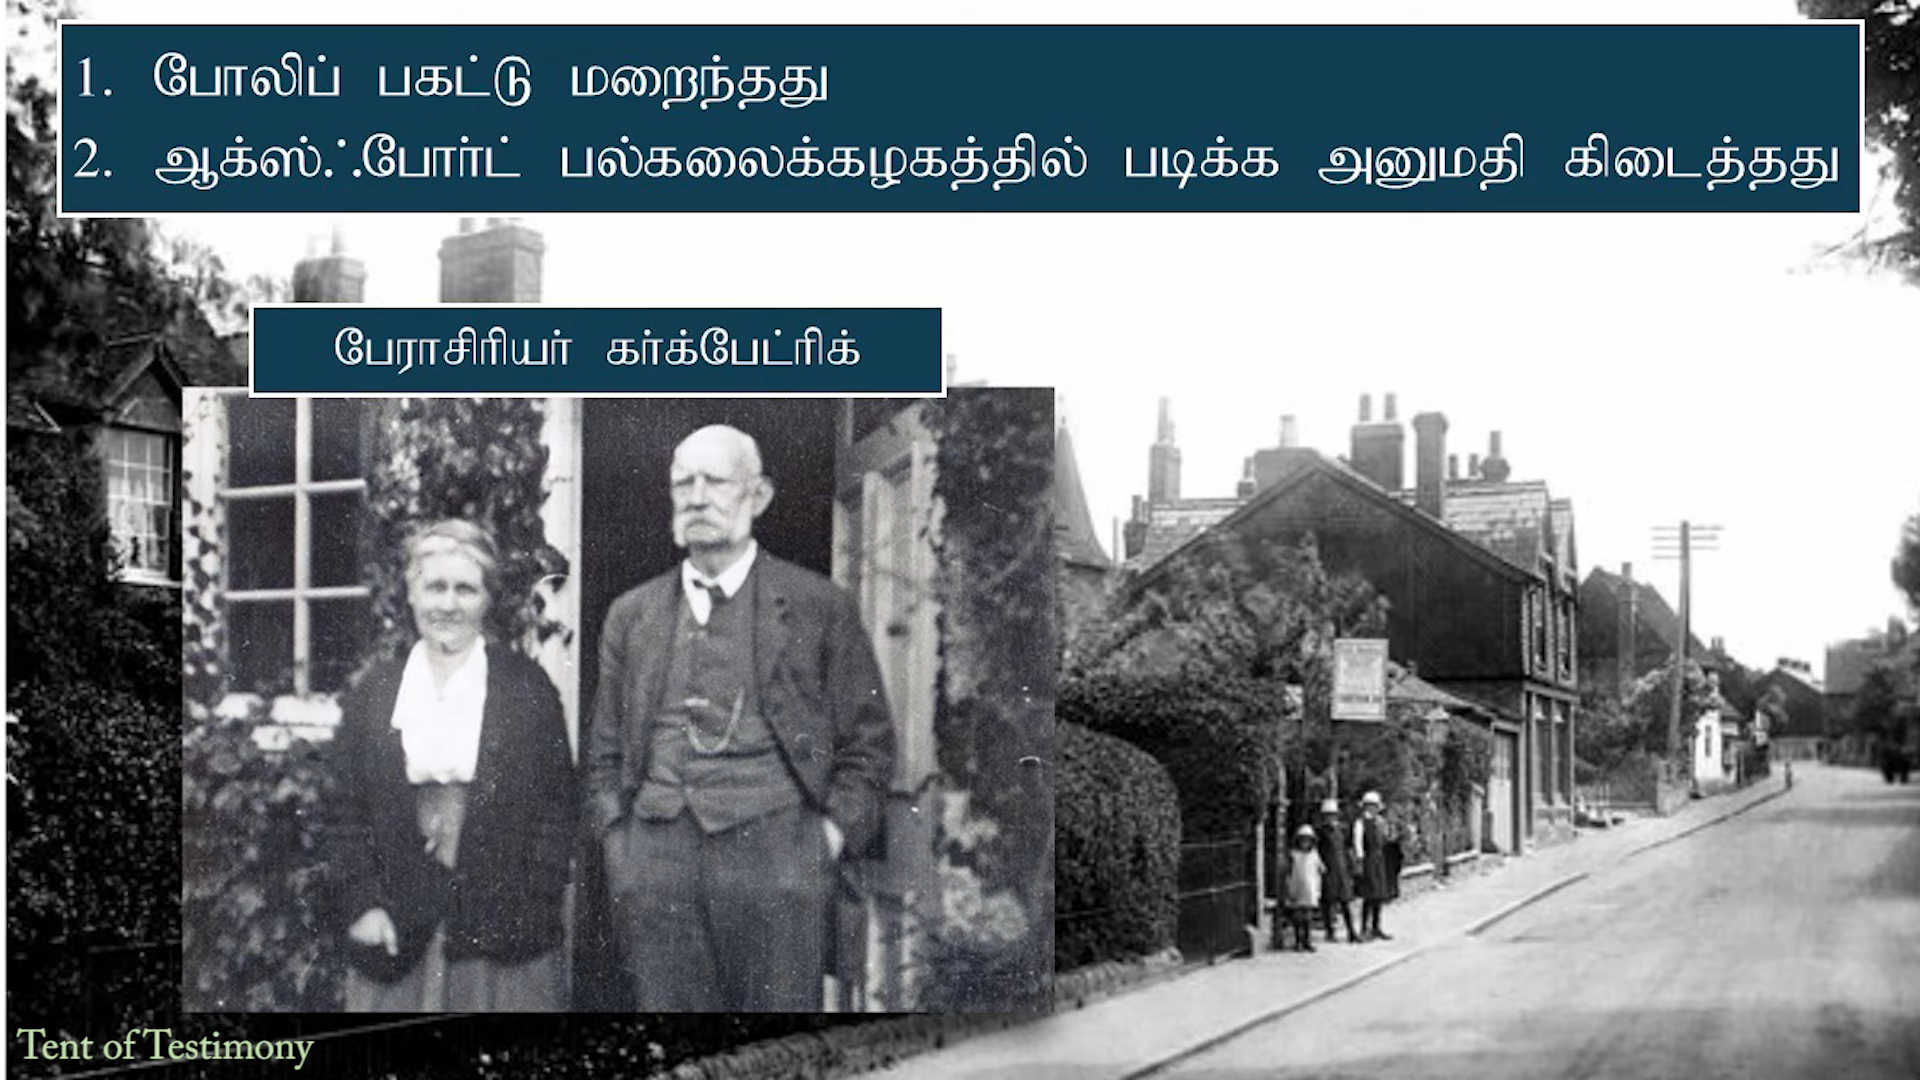 1. போலிப் பகட்டு மறைந்தது
2. ஆக்ஸ்ஃபோர்ட் பல்கலைக்கழகத்தில் படிக்க அனுமதி கிடைத்தது
பேராசிரியர் கர்க்பேட்ரிக்
Tent of Testimony